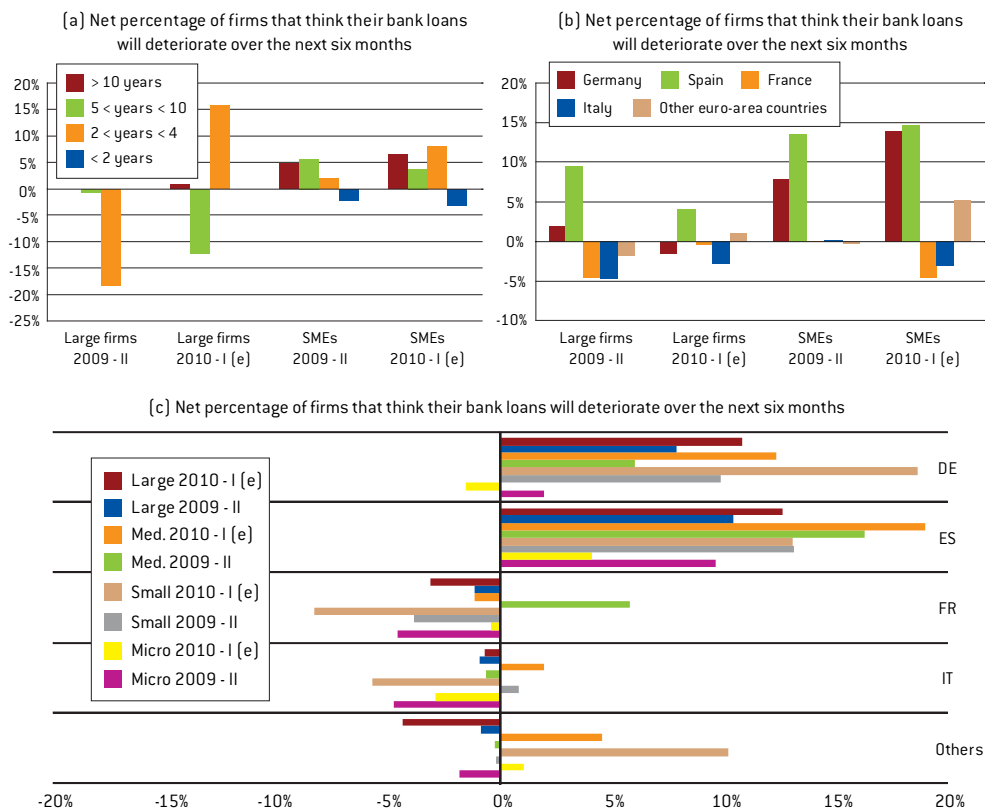 (a) Net percentage of firms that think their bank loans
will deteriorate over the next six months
20%
15%
10%
5%
0%
-5%
-10%
-15%
-20%
-25%
> 10 years
5 < years < 10
2 < years < 4
< 2 years
Large firms
2009 - II
Large firms
2010 - I (e)
SMEs
2009 - II
SMEs
2010 - I (e)
(b) Net percentage of firms that think their bank loans
will deteriorate over the next six months
20%
15%
10%
5%
0%
-5%
-10%
Germany
Spain
France
Italy
Other euro-area countries
Large firms
2009 - II
Large firms
2010 - I (e)
SMEs
2009 - II
SMEs
2010 - I (e)
(c) Net percentage of firms that think their bank loans will deteriorate over the next six months
Large 2010 - I (e)
Large 2009 - II
Med. 2010 - I (e)
Med. 2009 - II
Small 2010 - I (e)
Small 2009 - II
Micro 2010 - I (e)
Micro 2009 - II
DE
ES
FR
IT
Others
-20%
-15%
-10%
-5%
0%
5%
10%
15%
20%